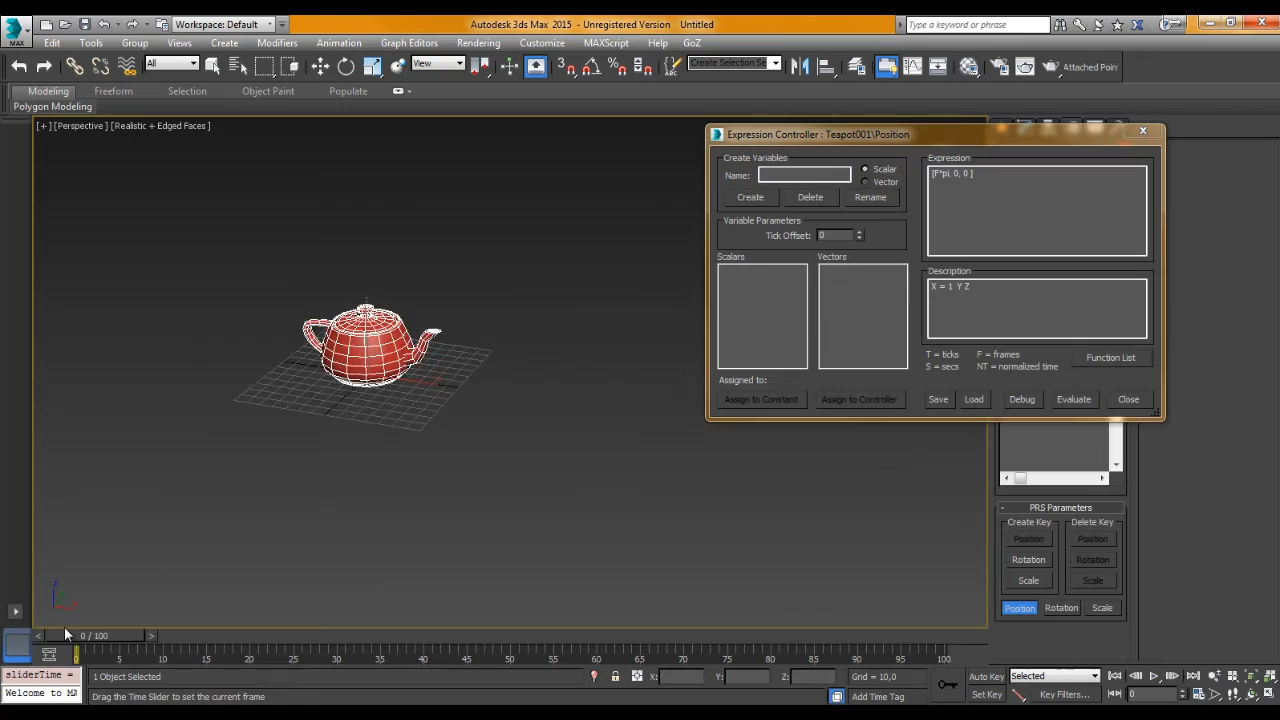 Workspace: Default
Autodesk 3ds Max 2015 - Unregistered Version Untitled
Type a keyword or phrase
MAX
Edit Tools Group Views Create Modifiers Animation Graph Editors Rendering Customize MAXScript Help GoZ
All
View
Create Selection Se
Attached Point
Modeling Freeform Selection Object Paint Populate
Polygon Modeling
[+] [Perspective] [Realistic + Edged Faces]
Expression Controller : Teapot001\Position
Create Variables
Name:
Scalar
Vector
Create Delete Rename
Variable Parameters
Tick Offset: 0
Scalars Vectors
Expression
[F*pi, 0, 0 ]
Description
X = 1 Y Z
T = ticks F = frames
S = secs NT = normalized time
Function List
Assigned to:
Assign to Constant Assign to Controller Save Load Debug Evaluate Close
- PRS Parameters
Create Key Delete Key
Position Position
Rotation Rotation
Scale Scale
Position Rotation Scale
z
< 0 / 100 >
0 5 10 15 20 25 30 35 40 45 50 55 60 65 70 75 80 85 90 95 100
sliderTime =
Welcome to MA
1 Object Selected
Drag the Time Slider to set the current frame
X: Y: Z: Grid = 10,0
Add Time Tag
Auto Key Selected
Set Key Key Filters...
0